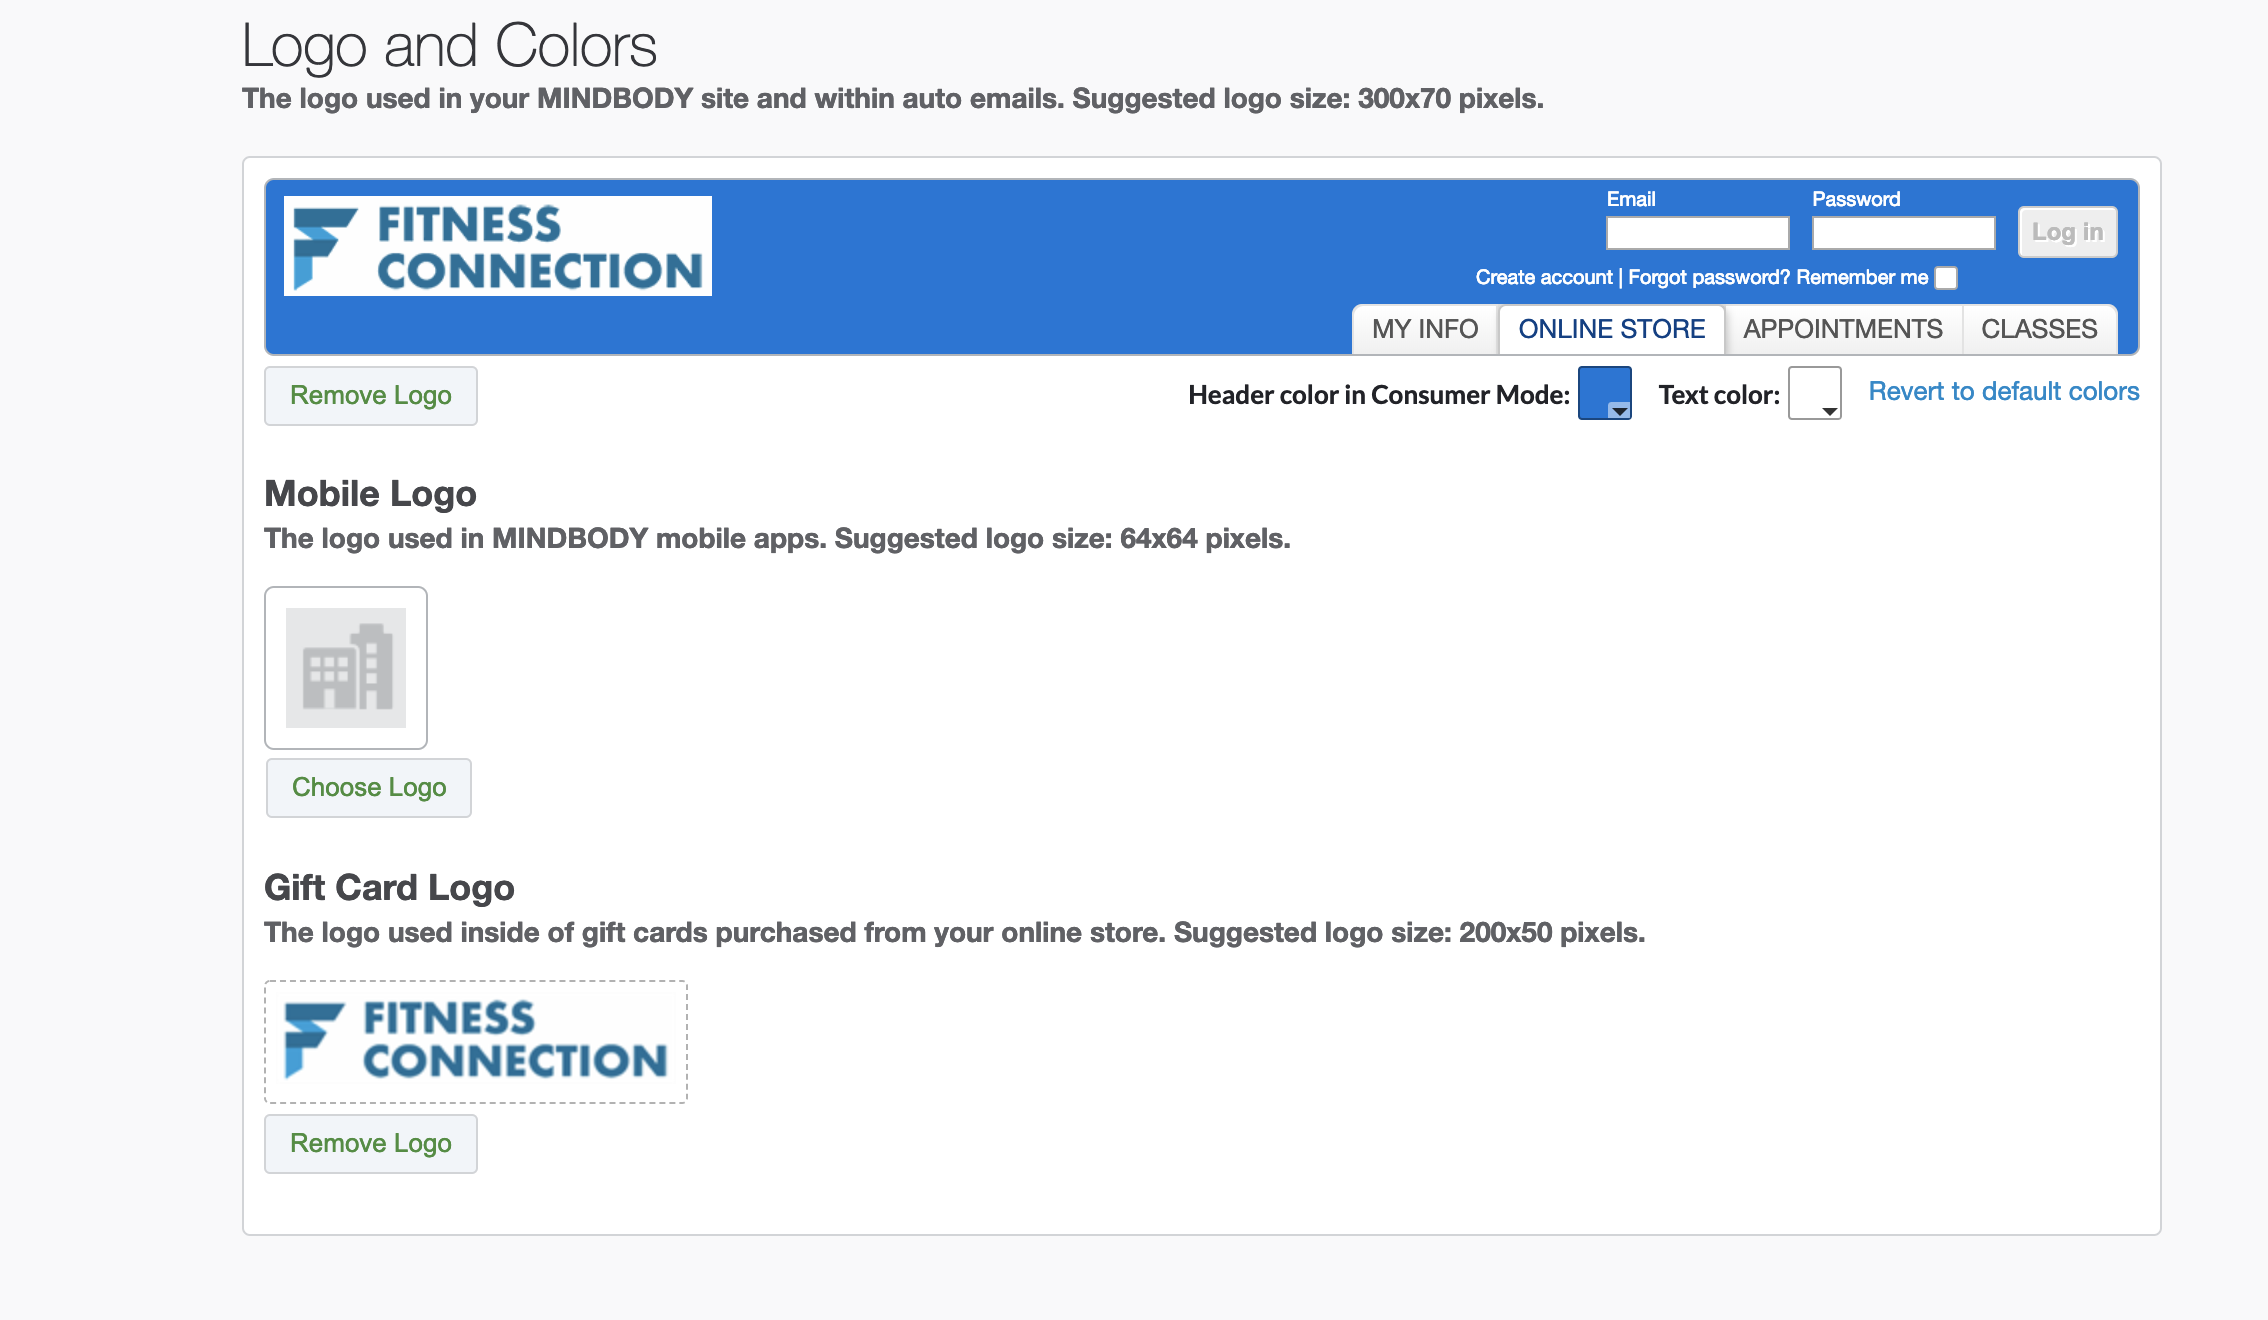 Logo and Colors
The logo used in your MINDBODY site and within auto emails. Suggested logo size: 300x70 pixels.
FITNESS
CONNECTION
Email
Password
Log in
Create account | Forgot password? Remember me
MY INFO
ONLINE STORE
APPOINTMENTS
CLASSES
Remove Logo
Header color in Consumer Mode:
Text color:
Revert to default colors
Mobile Logo
The logo used in MINDBODY mobile apps. Suggested logo size: 64x64 pixels.
Choose Logo
Gift Card Logo
The logo used inside of gift cards purchased from your online store. Suggested logo size: 200x50 pixels.
FITNESS
CONNECTION
Remove Logo